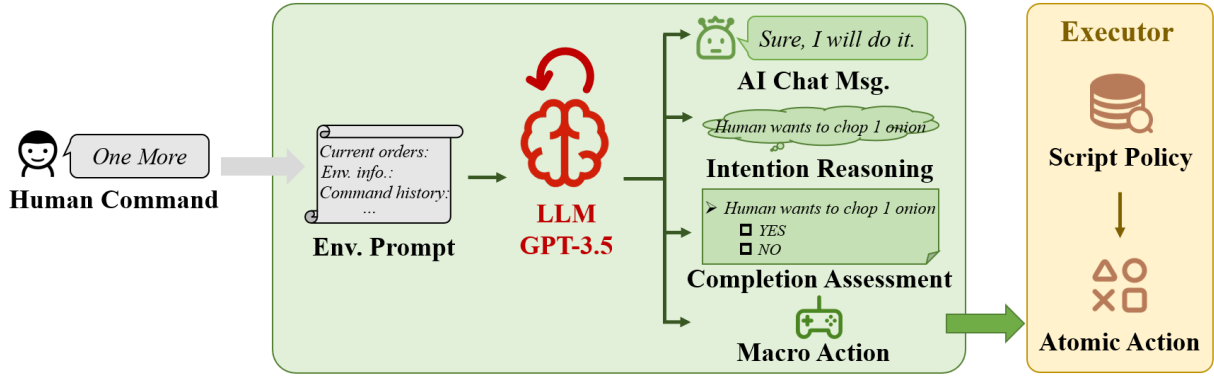 One More
Human Command
Current orders:
Env. info.:
Command history:
...
Env. Prompt
LLM
GPT-3.5
Sure, I will do it.
AI Chat Msg.
Human wants to chop 1 onion
Intention Reasoning
Human wants to chop 1 onion
YES
NO
Completion Assessment
Macro Action
Executor
Script Policy
Atomic Action